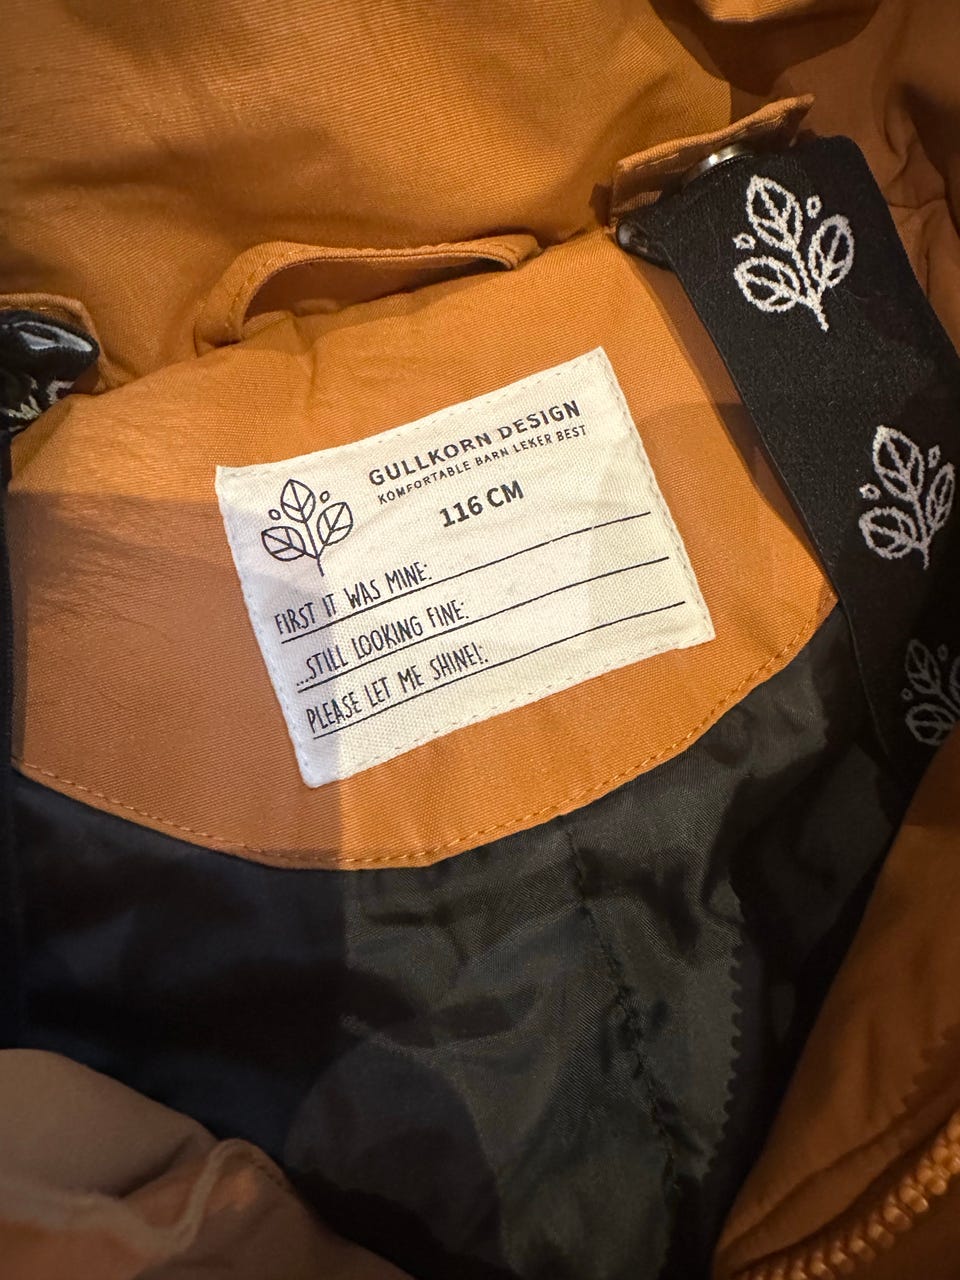 GULLKORN DESIGN
KOMFORTABLE BARN LEKER BEST
116 CM
FIRST IT WAS MINE:
...STILL LOOKING FINE:
PLEASE LET ME SHINE!: